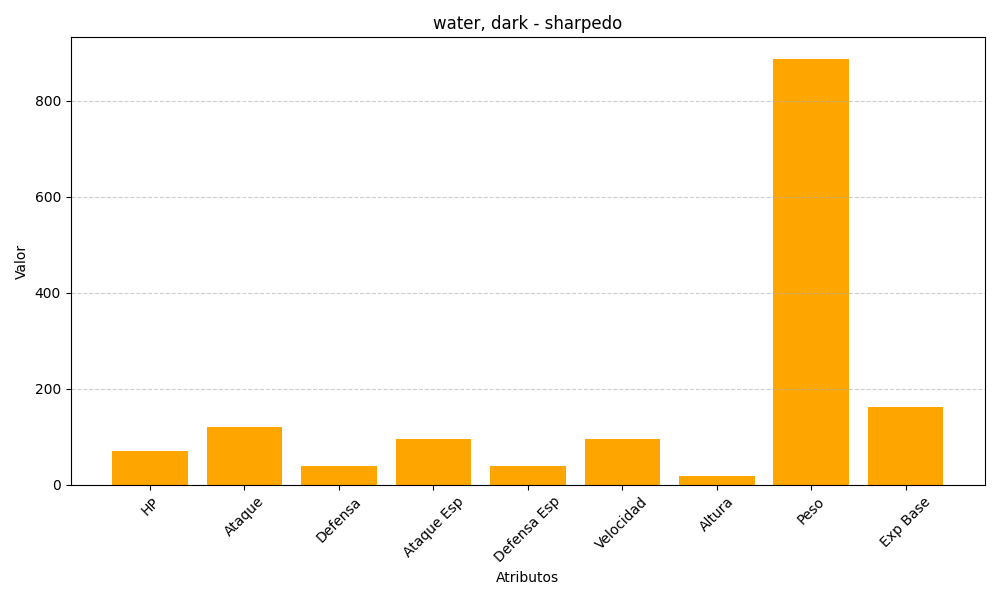 water, dark - sharpedo
Valor
800
600
400
200
0
HP
Ataque
Defensa
Ataque Esp
Defensa Esp
Velocidad
Altura
Peso
Exp Base
Atributos